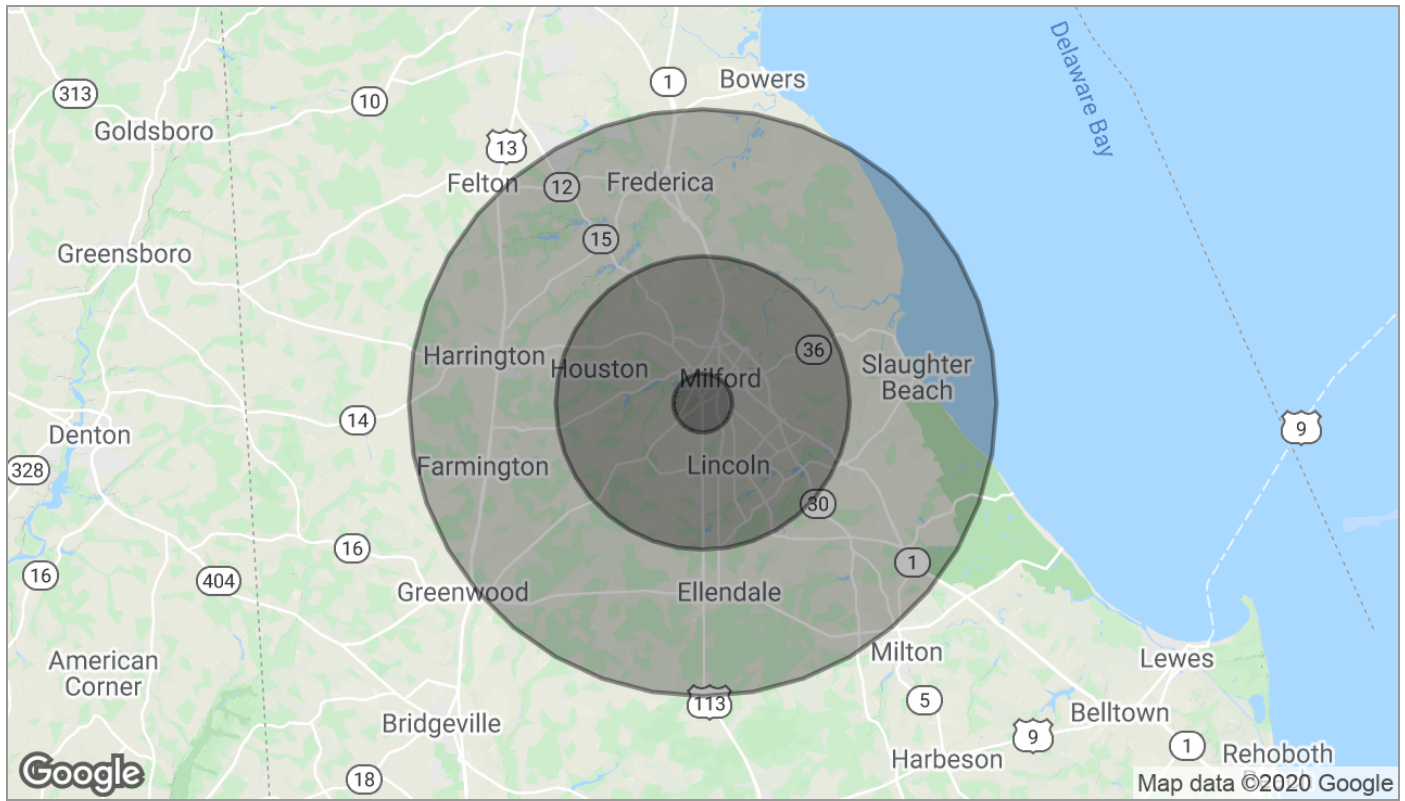 Bowers
Delaware Bay
1
313
10
Goldsboro
13
Felton
12
Frederica
15
Greensboro
36
Harrington
Houston
Milford
Slaughter
Beach
14
9
Denton
328
Farmington
Lincoln
30
16
1
16
404
Greenwood
Ellendale
American
Corner
Milton
Lewes
113
5
Bridgeville
Belltown
9
1
Harbeson
Rehoboth
18
Google
Map data ©2020 Google